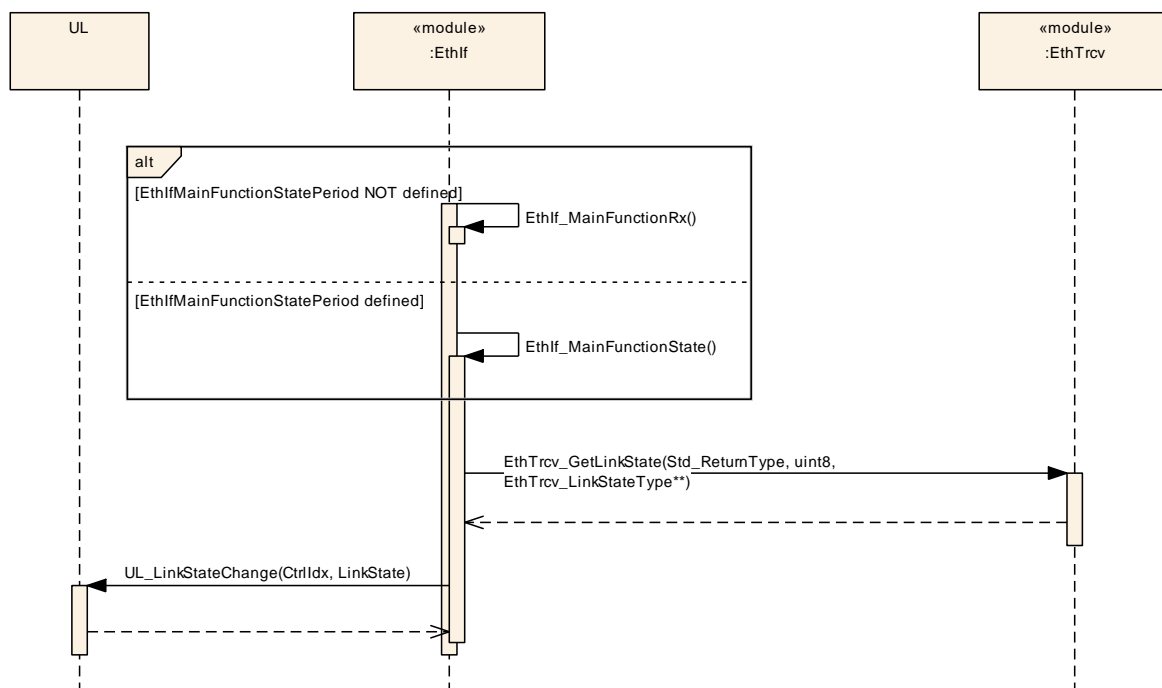 UL
«module»
:EthIf
«module»
:EthTrcv
alt
[EthIfMainFunctionStatePeriod NOT defined]
EthIf_MainFunctionRx()
[EthIfMainFunctionStatePeriod defined]
EthIf_MainFunctionState()
EthTrcv_GetLinkState(Std_ReturnType, uint8,
EthTrcv_LinkStateType**)
UL_LinkStateChange(CtrlIdx, LinkState)